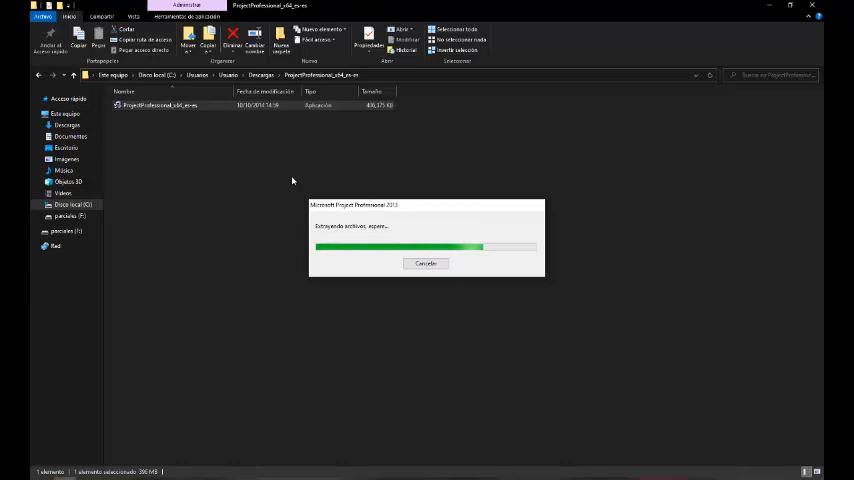 Administrar
ProjectProfessional_x64_es-es
Archivo
Inicio
Compartir
Vista
Herramientas de aplicación
Anclar al Acceso rápido
Copiar
Pegar
Cortar
Copiar ruta de acceso
Pegar acceso directo
Mover a
Copiar a
Eliminar
Cambiar nombre
Nueva carpeta
Nuevo elemento
Fácil acceso
Propiedades
Abrir
Modificar
Historial
Seleccionar todo
No seleccionar nada
Invertir selección
Portapapeles
Organizar
Nuevo
Abrir
Seleccionar
Este equipo > Disco local (C:) > Usuarios > Usuario > Descargas > ProjectProfessional_x64_es-es
Buscar en ProjectProfession...
Nombre
Fecha de modificación
Tipo
Tamaño
ProjectProfessional_x64_es-es
10/10/2014 14:59
Aplicación
406,375 KB
Acceso rápido
Este equipo
Descargas
Documentos
Escritorio
Imágenes
Música
Objetos 3D
Vídeos
Disco local (C:)
parciales (F:)
parciales (F:)
Red
Microsoft Project Professional 2013
Extrayendo archivos, espere...
Cancelar
1 elemento
1 elemento seleccionado 396 MB